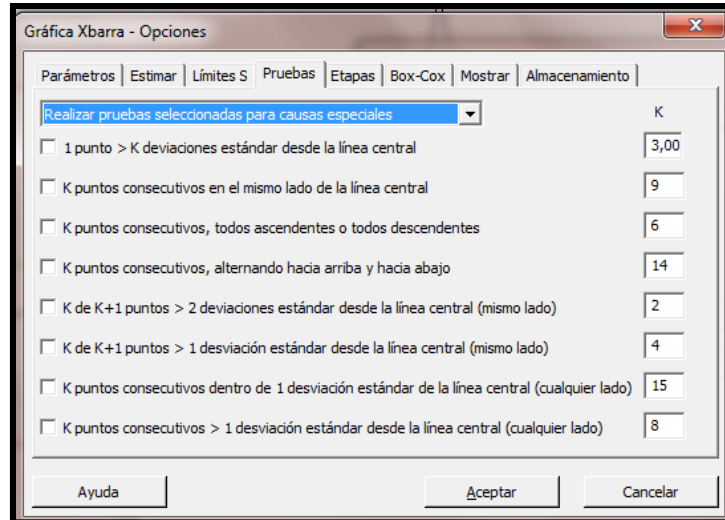 Gráfica Xbarra - Opciones
Parámetros Estimar Límites S Pruebas Etapas Box-Cox Mostrar Almacenamiento
Realizar pruebas seleccionadas para causas especiales K
1 punto > K deviaciones estándar desde la línea central 3,00
K puntos consecutivos en el mismo lado de la línea central 9
K puntos consecutivos, todos ascendentes o todos descendentes 6
K puntos consecutivos, alternando hacia arriba y hacia abajo 14
K de K+1 puntos > 2 deviaciones estándar desde la línea central (mismo lado) 2
K de K+1 puntos > 1 desviación estándar desde la línea central (mismo lado) 4
K puntos consecutivos dentro de 1 desviación estándar de la línea central (cualquier lado) 15
K puntos consecutivos > 1 desviación estándar desde la línea central (cualquier lado) 8
Ayuda Aceptar Cancelar